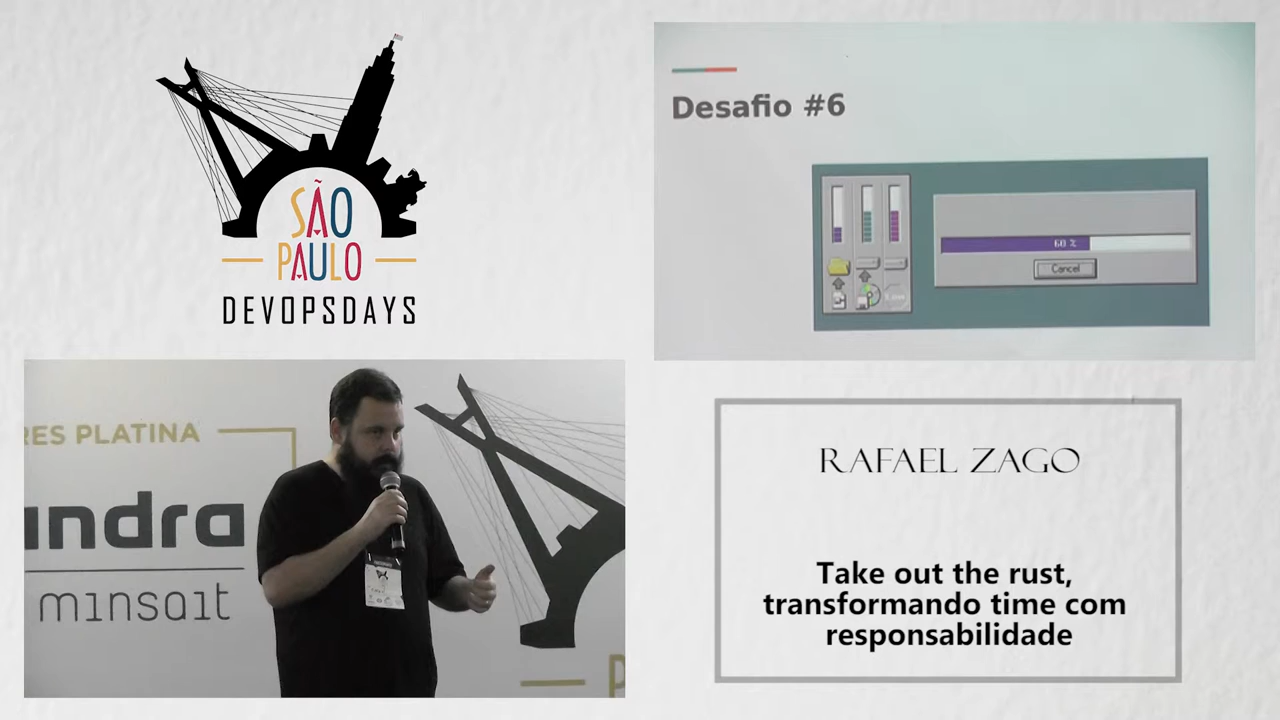 SÃO
PAULO
DEVOPSDAYS
Desafio #6
60 %
Cancel
RES PLATINA
indra
minsait
RAFAEL ZAGO
Take out the rust,
transformando time com
responsabilidade